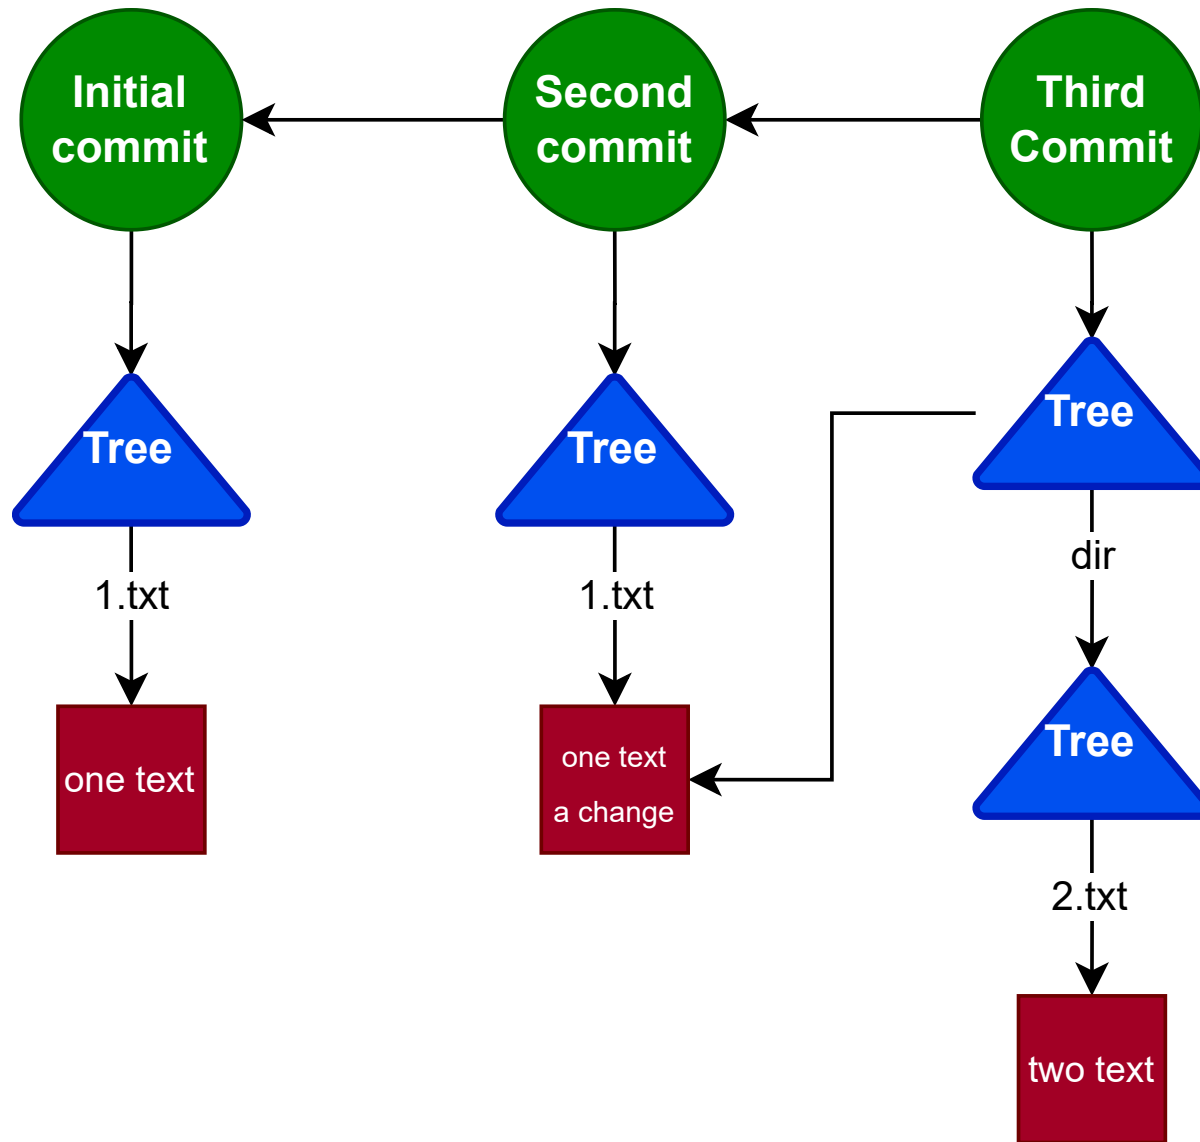 Initial
commit
Second
commit
Third
Commit
Tree
Tree
Tree
1.txt
1.txt
dir
one text
one text
a change
Tree
2.txt
two text